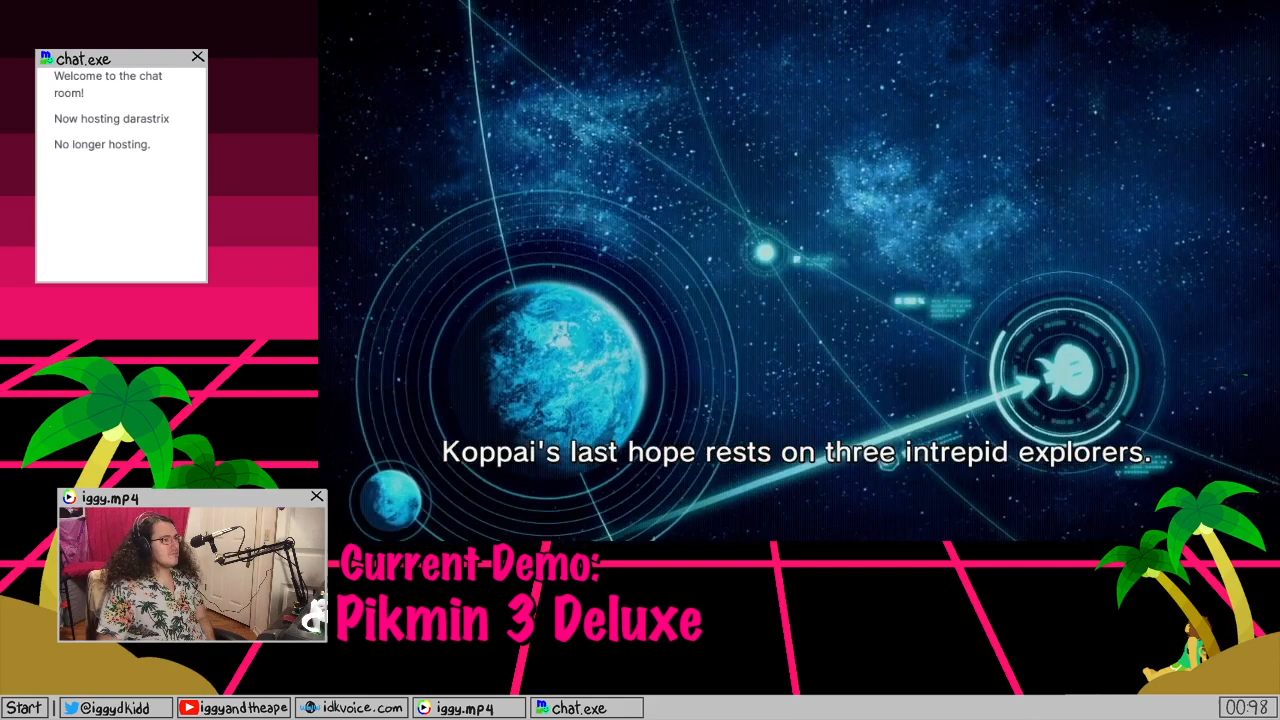 chat.exe
Welcome to the chat
room!
Now hosting darastrix
No longer hosting.
Koppai's last hope rests on three intrepid explorers.
iggy.mp4
Current Demo:
Pikmin 3 Deluxe
Start
@iggydkidd
iggyandtheape
idkvoice.com
iggy.mp4
chat.exe
00:98